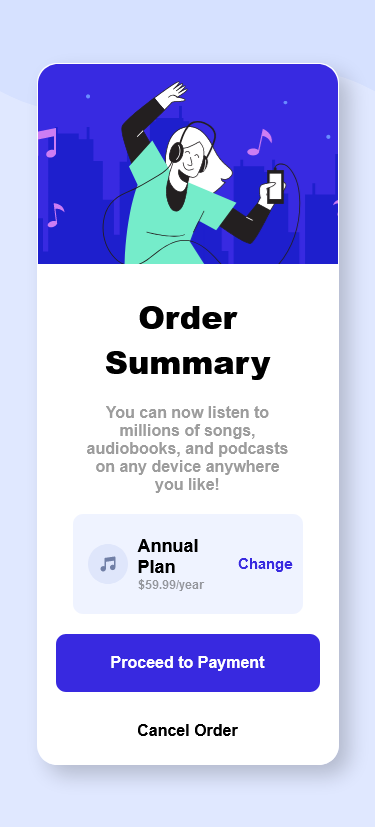 Order
Summary
You can now listen to
millions of songs,
audiobooks, and podcasts
on any device anywhere
you like!
Annual
Plan
$59.99/year
Change
Proceed to Payment
Cancel Order